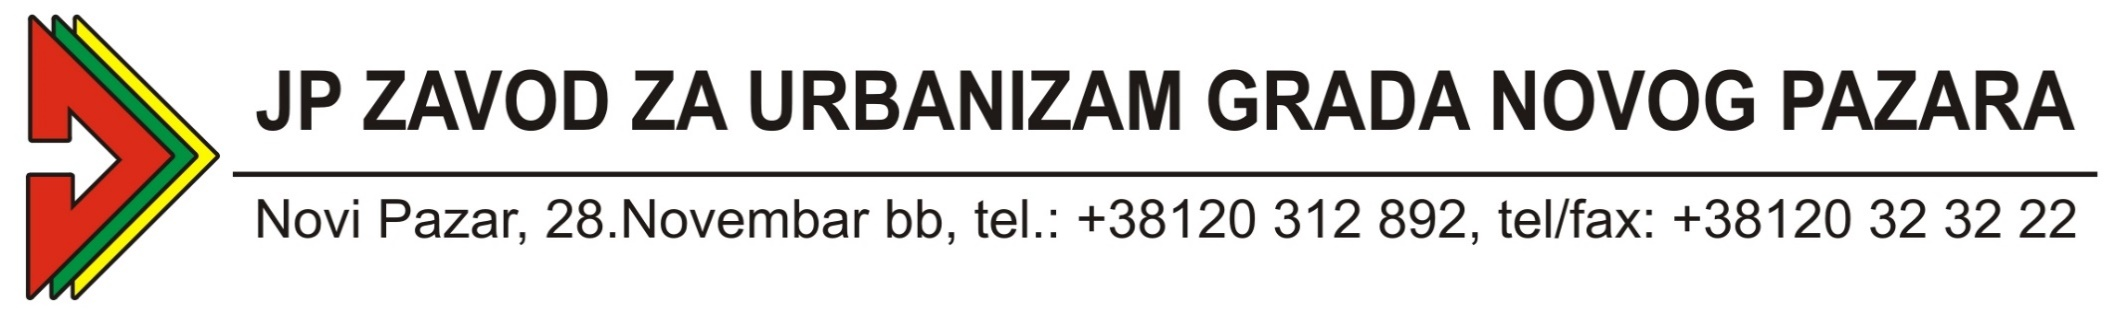 JP ZAVOD ZA URBANIZAM GRADA NOVOG PAZARA
Novi Pazar, 28.Novembar bb, tel.: +38120 312 892, tel/fax: +38120 32 32 22